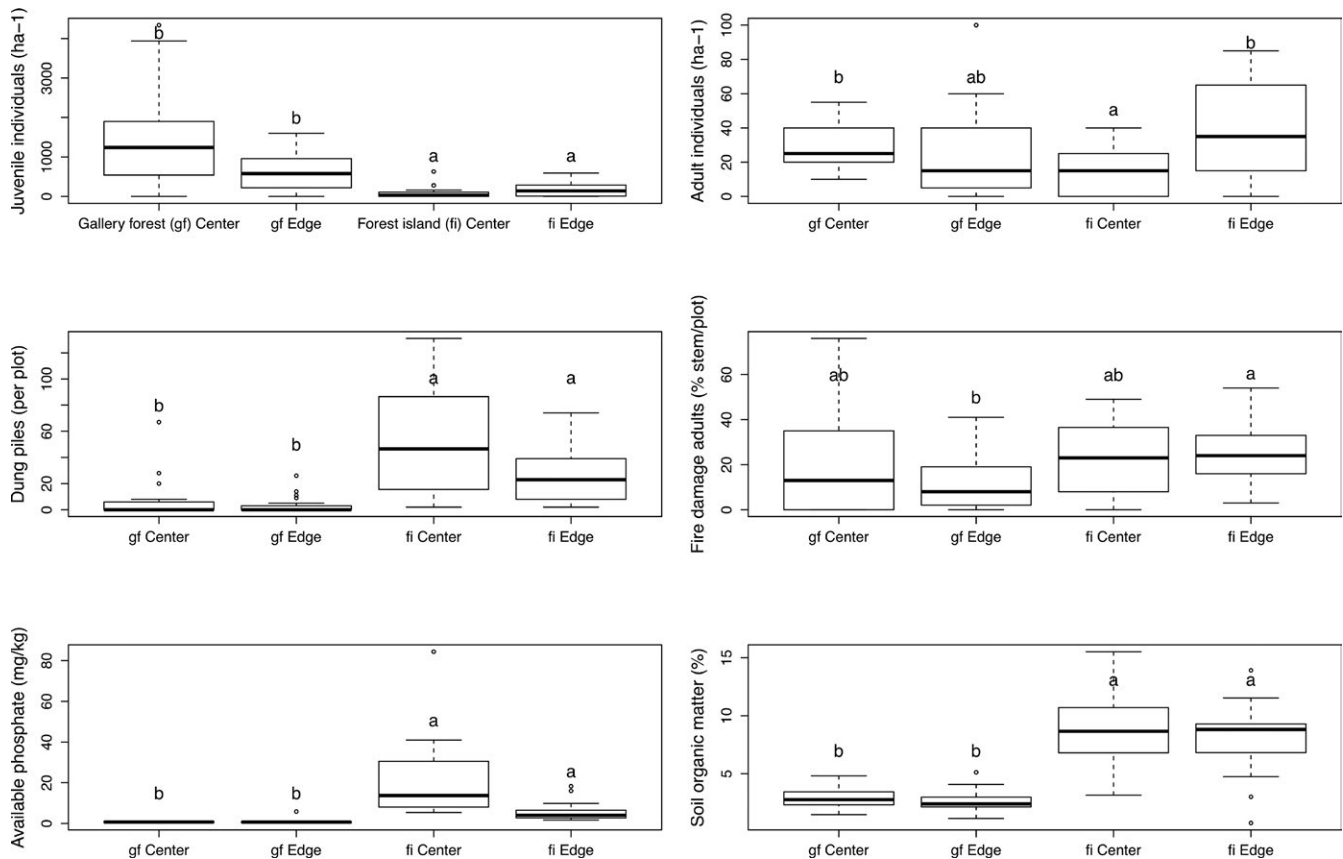 Juvenile individuals (ha−1)
0
1000
3000
b
b
a
a
Gallery forest (gf) Center
gf Edge
Forest island (fi) Center
fi Edge
Adult individuals (ha−1)
0
20
40
60
80
100
b
ab
a
b
gf Center
gf Edge
fi Center
fi Edge
Dung piles (per plot)
0
20
60
100
b
b
a
a
gf Center
gf Edge
fi Center
fi Edge
Fire damage adults (% stem/plot)
0
20
40
60
ab
b
ab
a
gf Center
gf Edge
fi Center
fi Edge
Available phosphate (mg/kg)
0
20
40
60
80
b
b
a
a
gf Center
gf Edge
fi Center
fi Edge
Soil organic matter (%)
5
10
15
b
b
a
a
gf Center
gf Edge
fi Center
fi Edge